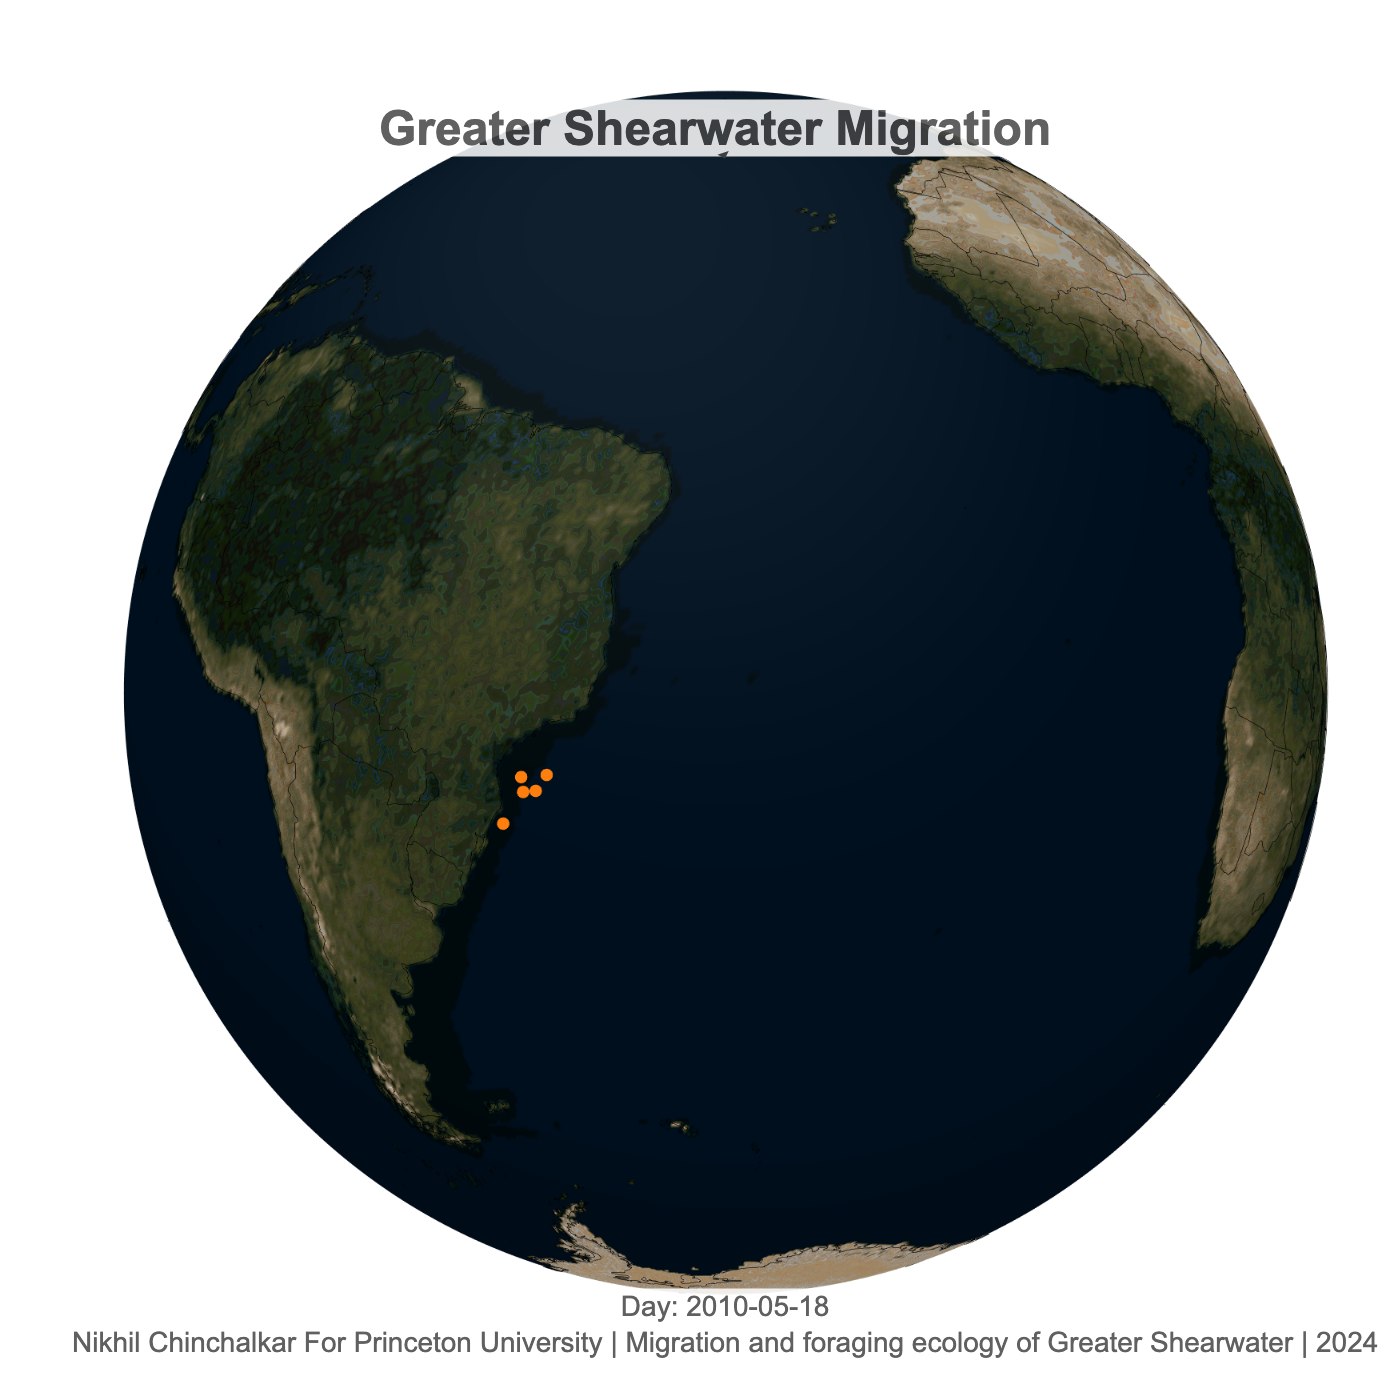 Greater Shearwater Migration
Day: 2010-05-18
Nikhil Chinchalkar For Princeton University | Migration and foraging ecology of Greater Shearwater | 2024